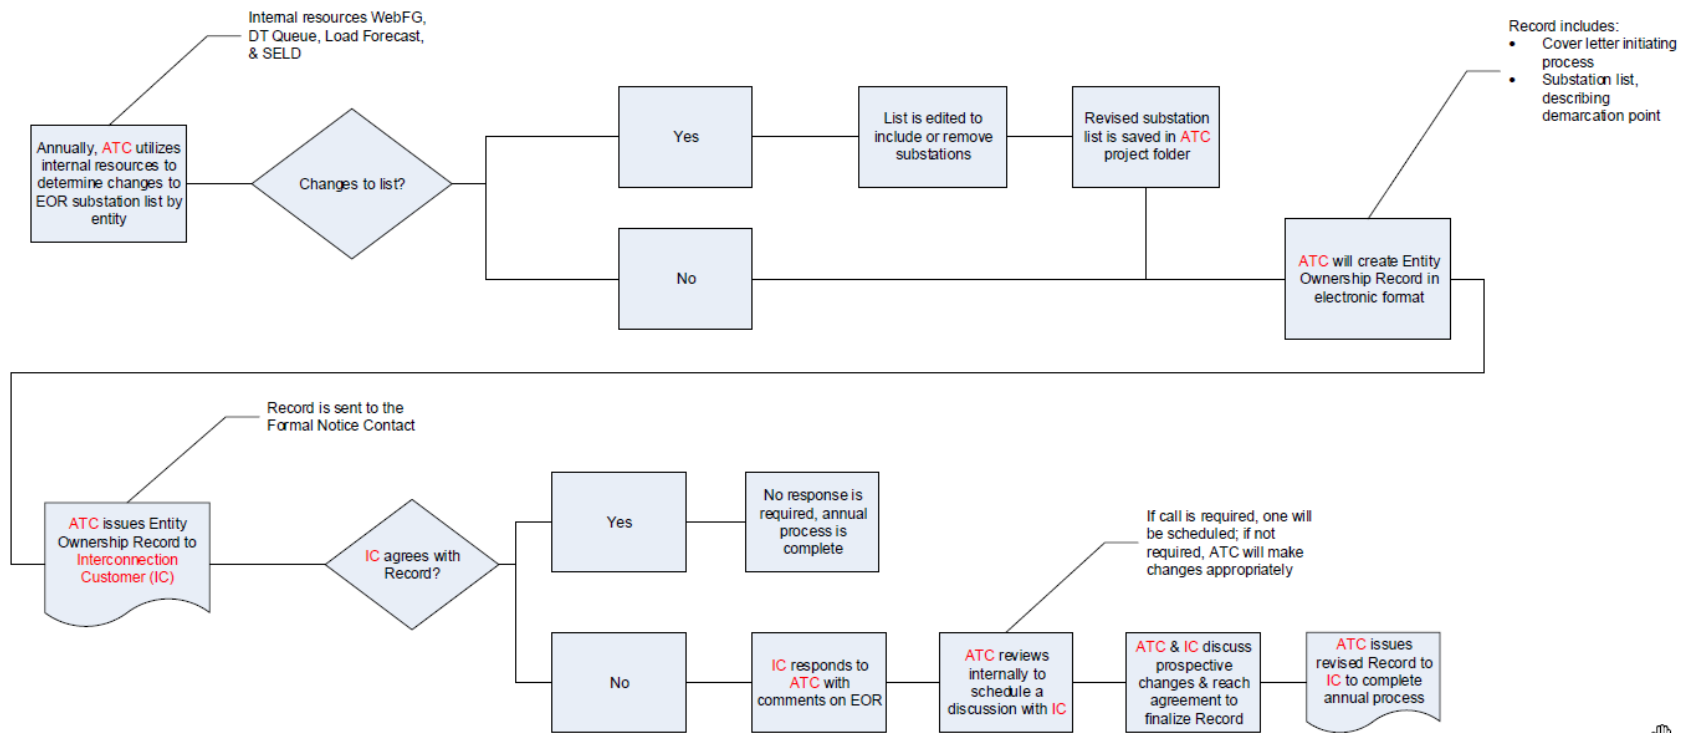 Internal resources WebFG,
DT Queue, Load Forecast,
& SELD
Record includes:
• Cover letter initiating
process
• Substation list,
describing
demarcation point
Annually, ATC utilizes
internal resources to
determine changes to
EOR substation list by
entity
Changes to list?
Yes
List is edited to
include or remove
substations
Revised substation
list is saved in ATC
project folder
No
ATC will create Entity
Ownership Record in
electronic format
Record is sent to the
Formal Notice Contact
ATC issues Entity
Ownership Record to
Interconnection
Customer (IC)
IC agrees with
Record?
Yes
No response is
required, annual
process is
complete
If call is required, one will
be scheduled; if not
required, ATC will make
changes appropriately
No
IC responds to
ATC with
comments on EOR
ATC reviews
internally to
schedule a
discussion with IC
ATC & IC discuss
prospective
changes & reach
agreement to
finalize Record
ATC issues
revised Record to
IC to complete
annual process